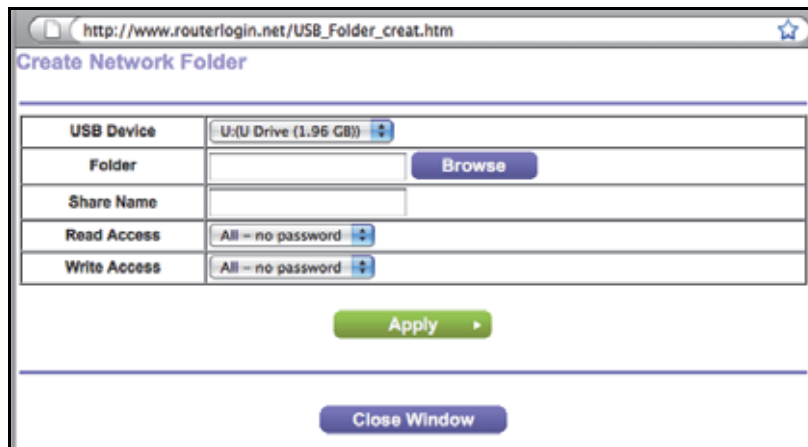 http://www.routerlogin.net/USB_Folder_creat.htm
Create Network Folder
USB Device U:(U Drive (1.96 GB))
Folder Browse
Share Name
Read Access All – no password
Write Access All – no password
Apply
Close Window